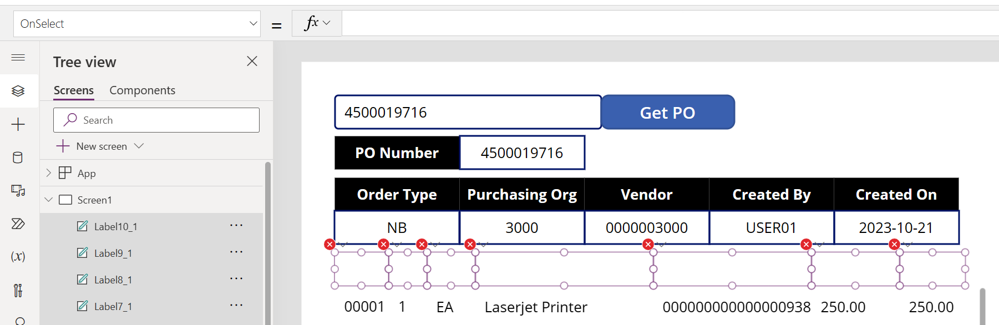 OnSelect = fx
Tree view
Screens Components
Search
New screen
App
Screen1
Label10_1 ...
Label9_1 ...
Label8_1 ...
Label7_1 ...
(x)
4500019716 Get PO
PO Number 4500019716
Order Type Purchasing Org Vendor Created By Created On
NB 3000 0000003000 USER01 2023-10-21
00001 1 EA Laserjet Printer 000000000000000938 250.00 250.00